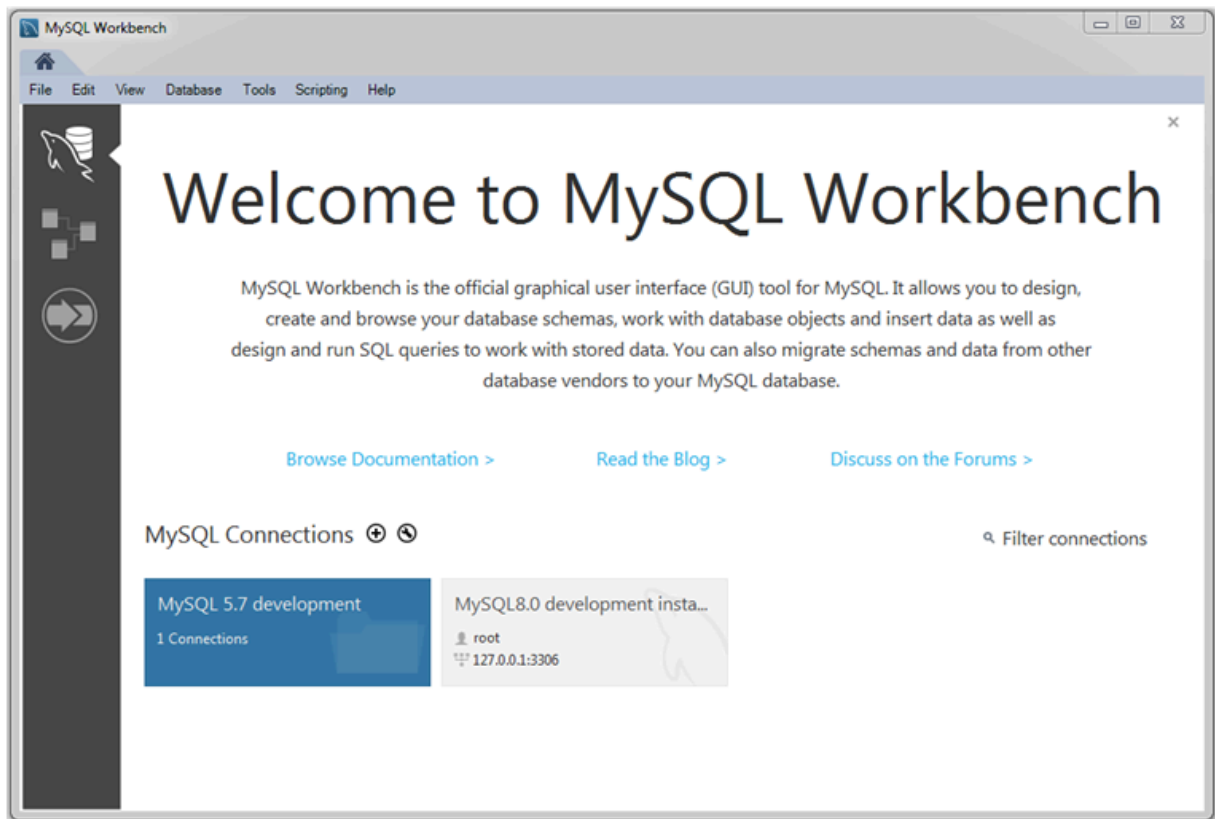 MySQL Workbench
File Edit View Database Tools Scripting Help
Welcome to MySQL Workbench
MySQL Workbench is the official graphical user interface (GUI) tool for MySQL. It allows you to design,
create and browse your database schemas, work with database objects and insert data as well as
design and run SQL queries to work with stored data. You can also migrate schemas and data from other
database vendors to your MySQL database.
Browse Documentation > Read the Blog > Discuss on the Forums >
MySQL Connections Filter connections
MySQL 5.7 development
1 Connections
MySQL8.0 development insta...
root
127.0.0.1:3306